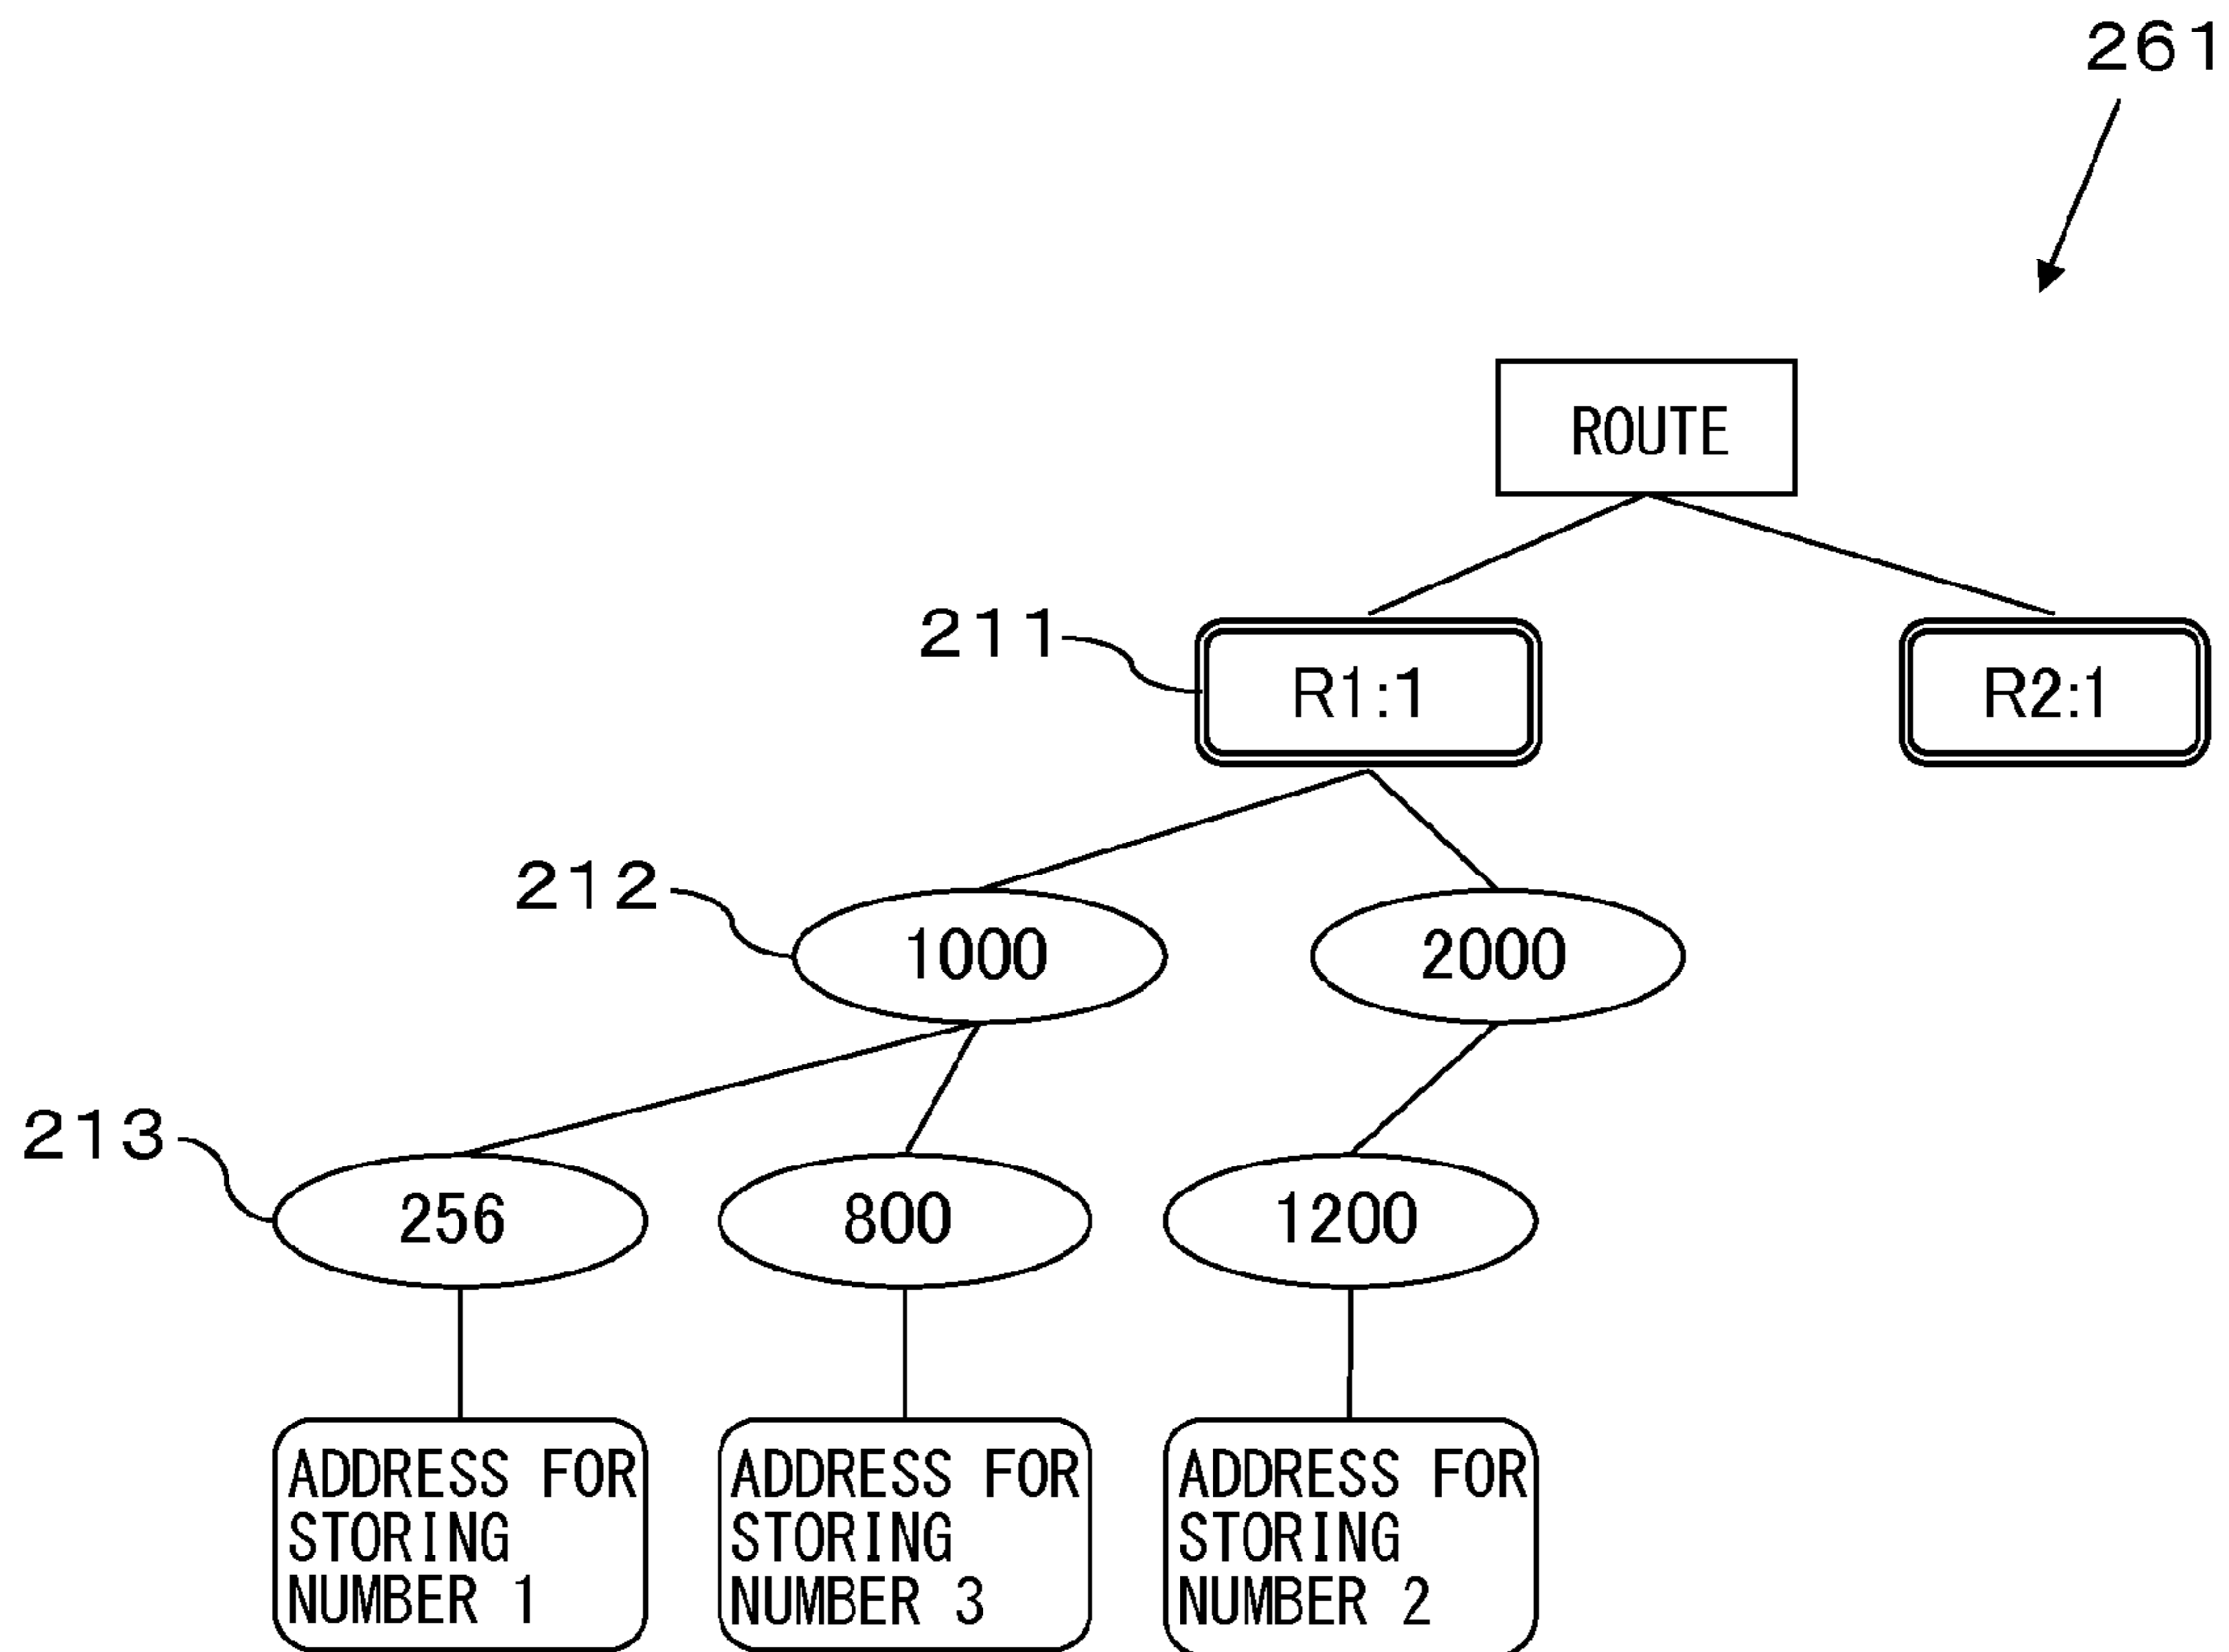 261
ROUTE
211
R1:1
R2:1
212
1000
2000
213
256
800
1200
ADDRESS FOR
STORING
NUMBER 1
ADDRESS FOR
STORING
NUMBER 3
ADDRESS FOR
STORING
NUMBER 2